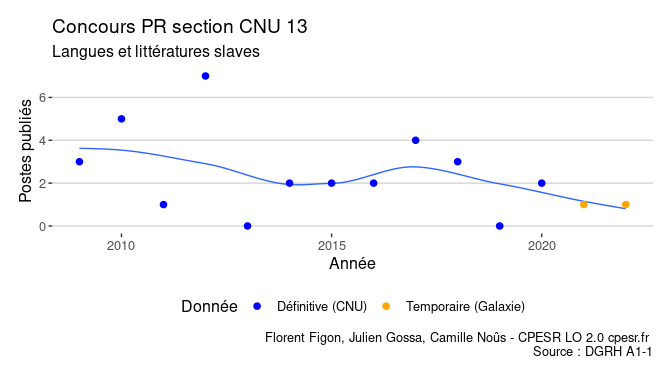 Concours PR section CNU 13
Langues et littératures slaves
Postes publiés
6
4
2
0
2010 2015 2020
Année
Donnée Définitive (CNU) Temporaire (Galaxie)
Florent Figon, Julien Gossa, Camille Noûs - CPESR LO 2.0 cpesr.fr
Source : DGRH A1-1